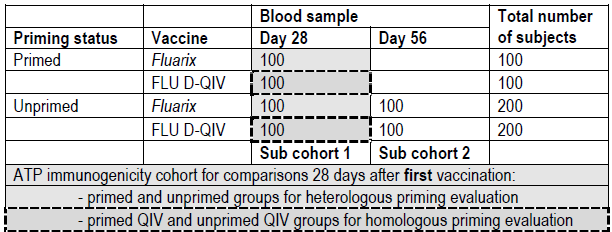 Blood sample Total number
Priming status Vaccine Day 28 Day 56 of subjects
Primed Fluarix 100 100
FLU D-QIV 100 100
Unprimed Fluarix 100 100 200
FLU D-QIV 100 100 200
Sub cohort 1 Sub cohort 2
ATP immunogenicity cohort for comparisons 28 days after first vaccination:
- primed and unprimed groups for heterologous priming evaluation
- primed QIV and unprimed QIV groups for homologous priming evaluation